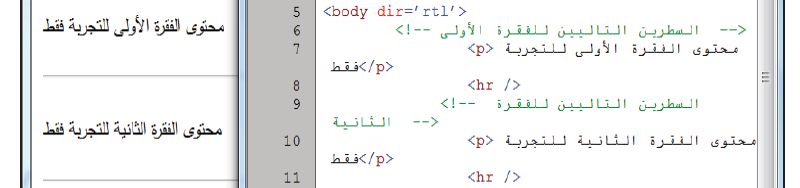 محتوى الفقرة الأولى للتجربة فقط
محتوى الفقرة الثانية للتجربة فقط
5 <body dir='rtl'>
6 <!-- السطرين التاليين للفقرة الأولى -->
7 <p> محتوى الفقرة الأولى للتجربة
فقط</p>
8 <hr />
9 <!-- السطرين التاليين للفقرة
الثانية -->
10 <p> محتوى الفقرة الثانية للتجربة
فقط</p>
11 <hr />